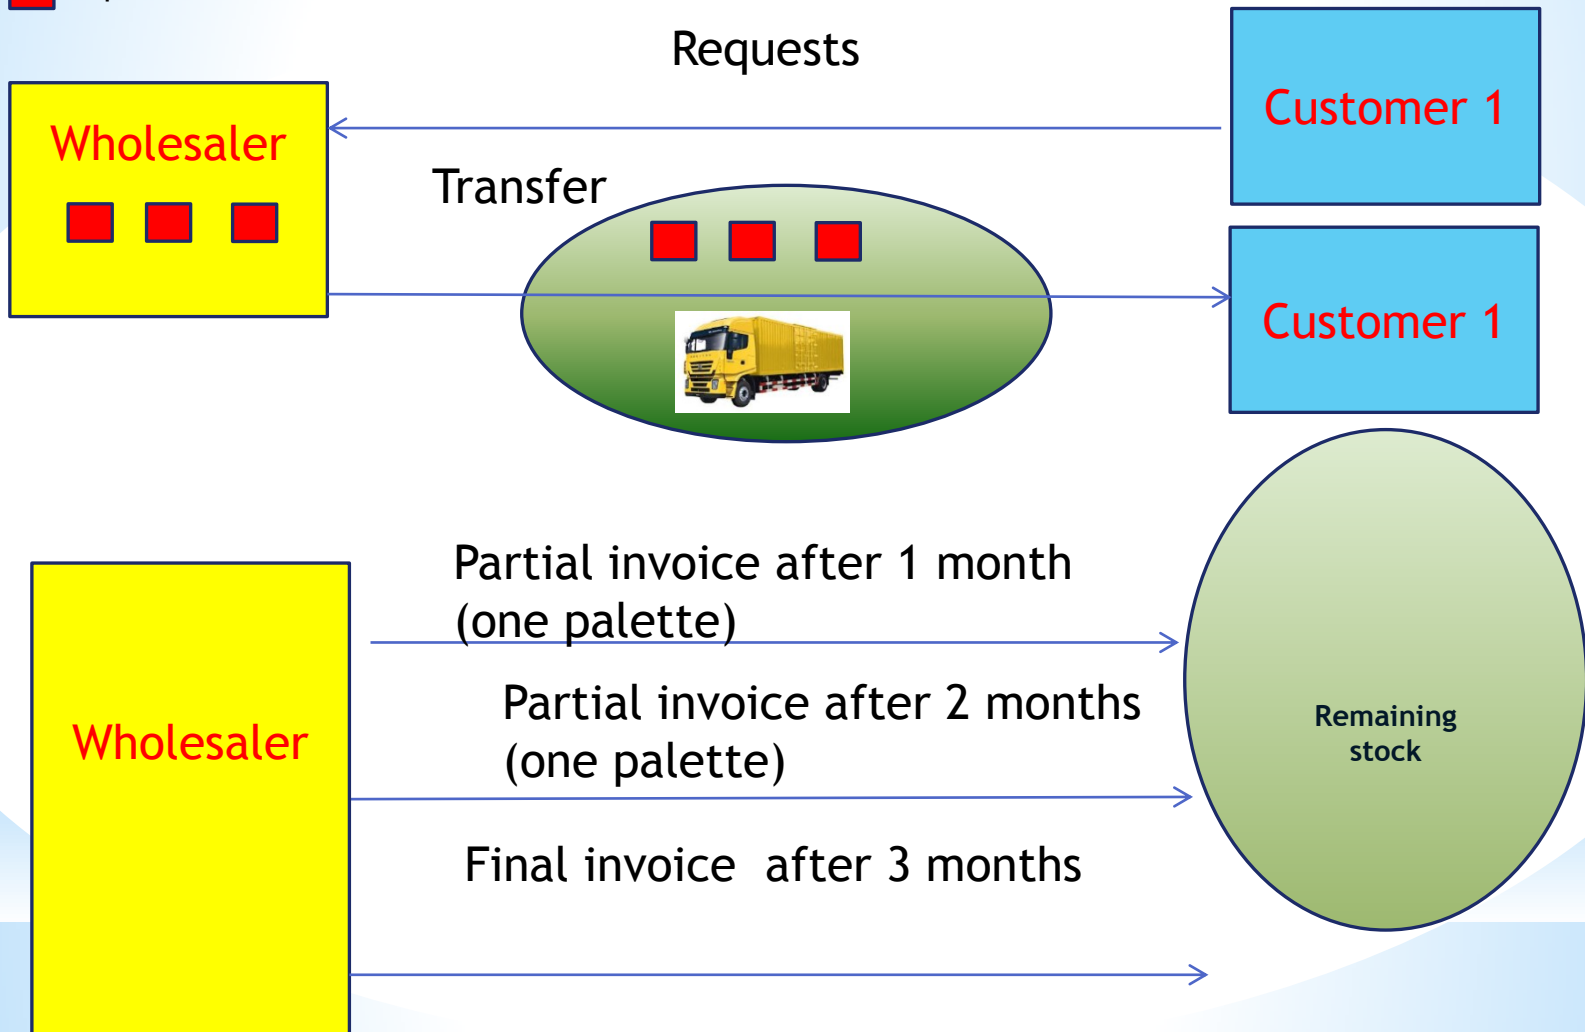 Requests
Customer 1
Wholesaler
Transfer
Customer 1
Partial invoice after 1 month
(one palette)
Partial invoice after 2 months
(one palette)
Wholesaler
Remaining
stock
Final invoice  after 3 months